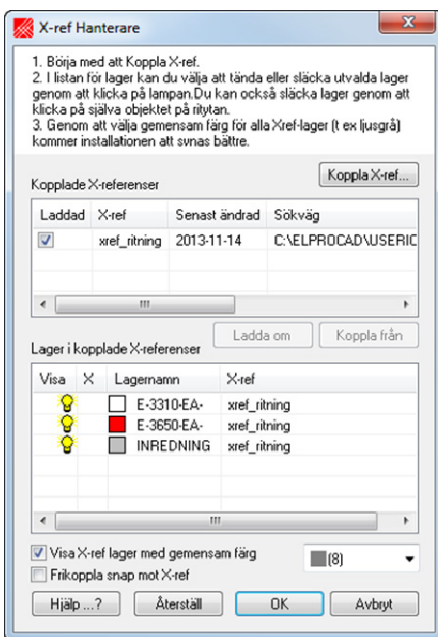 X-ref Hanterare
1. Börja med att Koppla X-ref.
2. I listan för lager kan du välja att tända eller släcka utvalda lager
genom att klicka på lampan.Du kan också släcka lager genom att
klicka på själva objektet på ritytan.
3. Genom att välja gemensam färg för alla Xref-lager (t ex ljusgrå)
kommer installationen att synas bättre.
Koppla X-ref...
Kopplade X-referenser
Laddad X-ref Senast ändrad Sökväg
xref_ritning 2013-11-14 C:\ELPROCAD\USERIC
Ladda om Koppla från
Lager i kopplade X-referenser
Visa X Lagernamn X-ref
E-3310-EA- xref_ritning
E-3650-EA- xref_ritning
INREDNING xref_ritning
Visa X-ref lager med gemensam färg (8)
Frikoppla snap mot X-ref
Hjälp ...? Återställ OK Avbryt